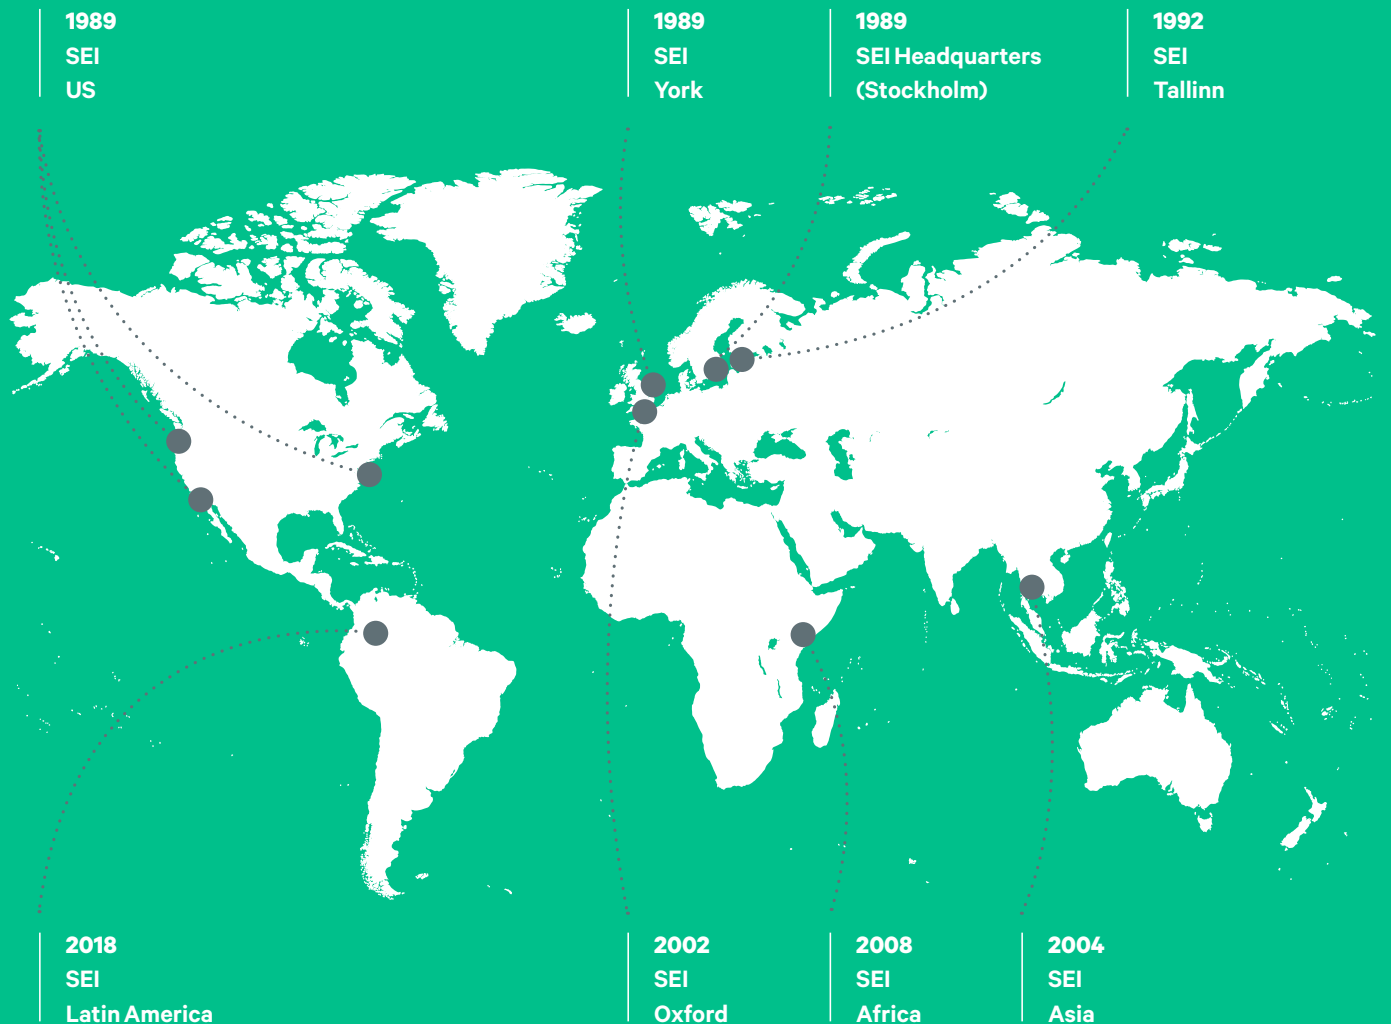 1989
SEI
US
1989
SEI
York
1989
SEI Headquarters
(Stockholm)
1992
SEI
Tallinn
2018
SEI
Latin America
2002
SEI
Oxford
2008
SEI
Africa
2004
SEI
Asia